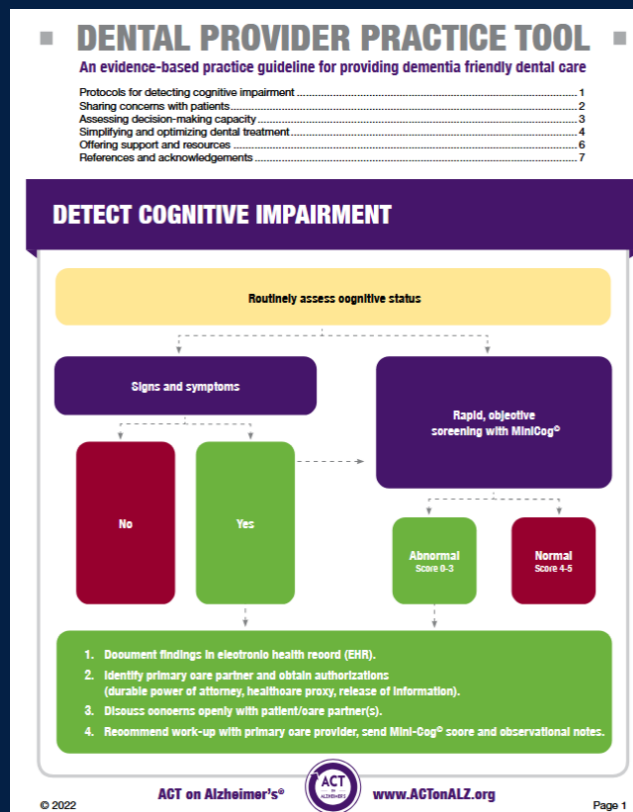 DENTAL PROVIDER PRACTICE TOOL
An evidence-based practice guideline for providing dementia friendly dental care
Protocols for detecting cognitive impairment ........ 1
Sharing concerns with patients ........ 2
Assessing decision-making capacity ........ 3
Simplifying and optimizing dental treatment ........ 4
Offering support and resources ........ 6
References and acknowledgements ........ 7
DETECT COGNITIVE IMPAIRMENT
Routinely assess cognitive status
Signs and symptoms
Rapid, objective
screening with MiniCog©
No
Yes
Abnormal
Score 0-3
Normal
Score 4-5
1. Document findings in electronic health record (EHR).
2. Identify primary care partner and obtain authorizations
(durable power of attorney, healthcare proxy, release of information).
3. Discuss concerns openly with patient/care partner(s).
4. Recommend work-up with primary care provider, send Mini-Cog© score and observational notes.
© 2022
ACT on Alzheimer's®
ACT
ON
ALZHEIMER'S
www.ACTonALZ.org
Page 1